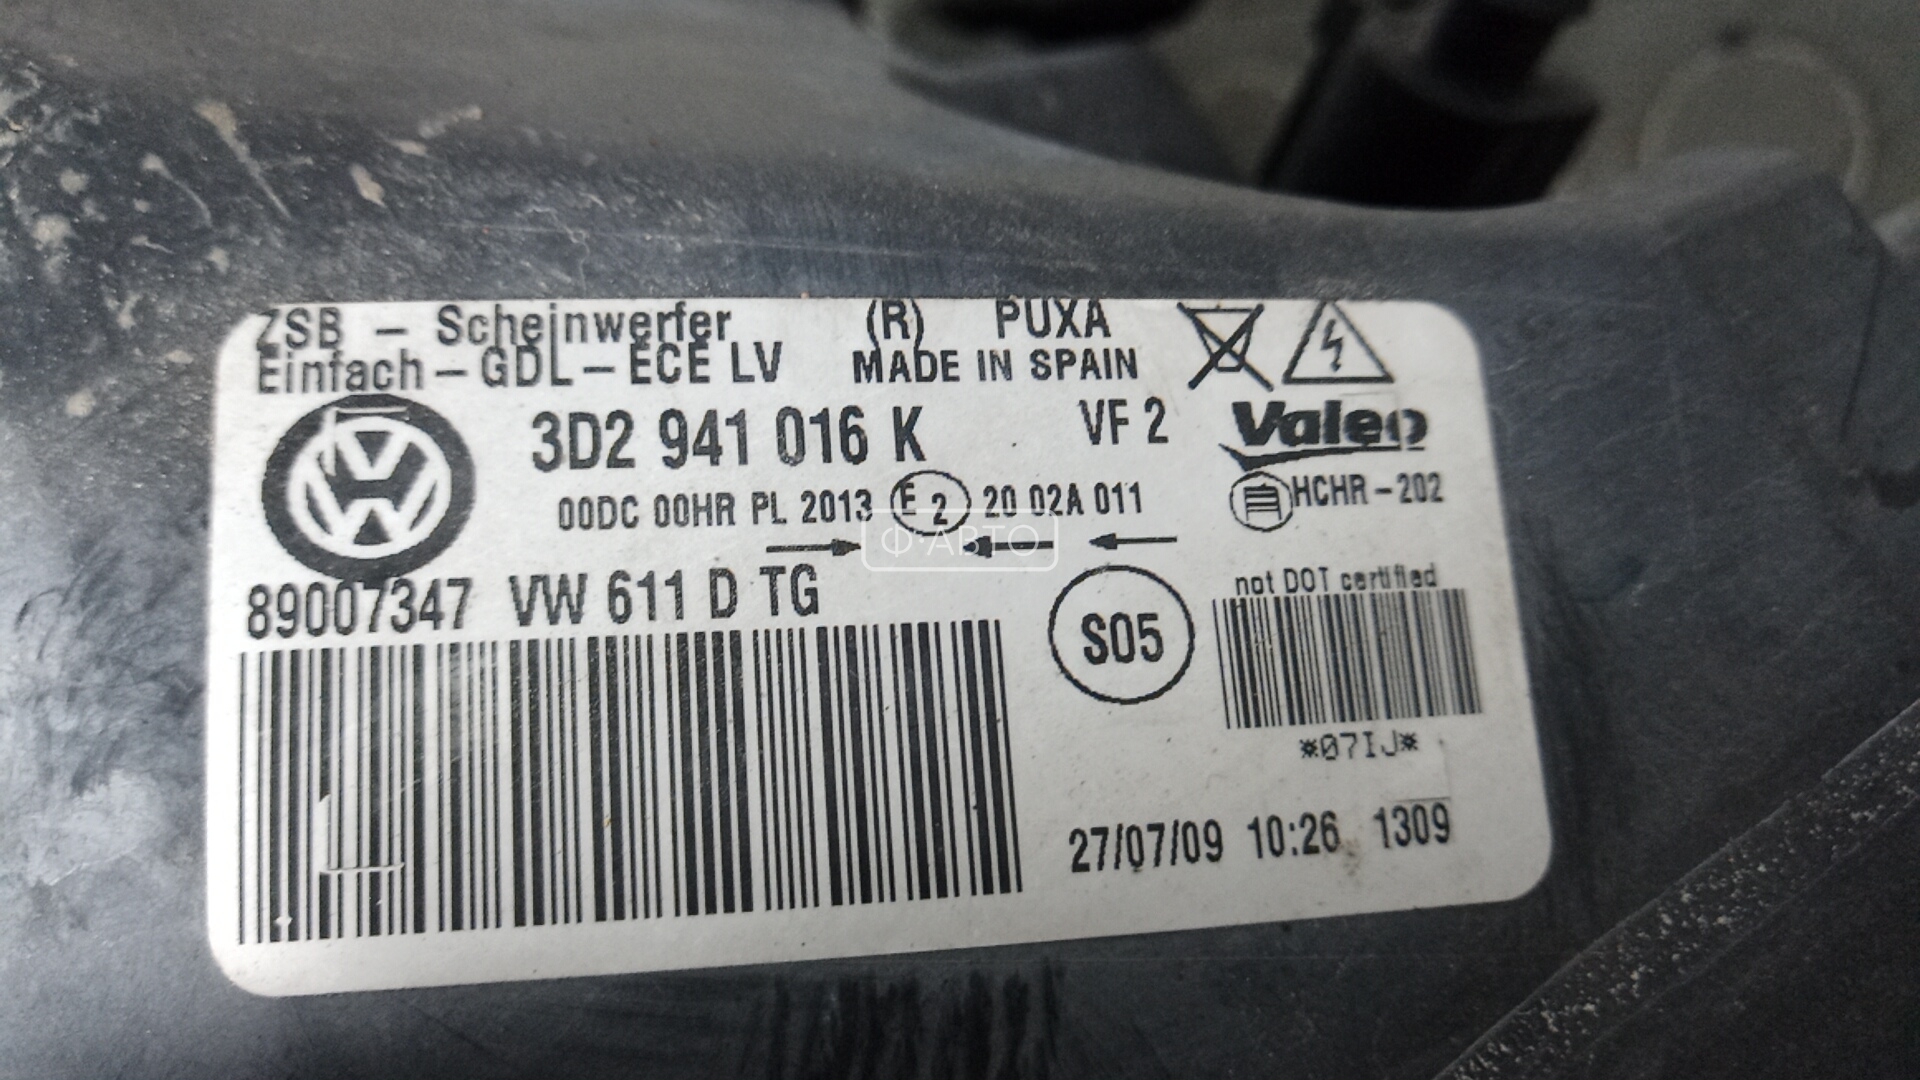 ZSB - Scheinwerfer (R) PUXA
Einfach-GDL-ECE LV MADE IN SPAIN
3D2 941 016 K VF 2 Valeo
00DC 00HR PL 2013 E2 20 02A 011 HCHR-202
Ф·АВТО
89007347 VW 611 D TG
not DOT certified
S05
*07IJ*
27/07/09 10:26 1309